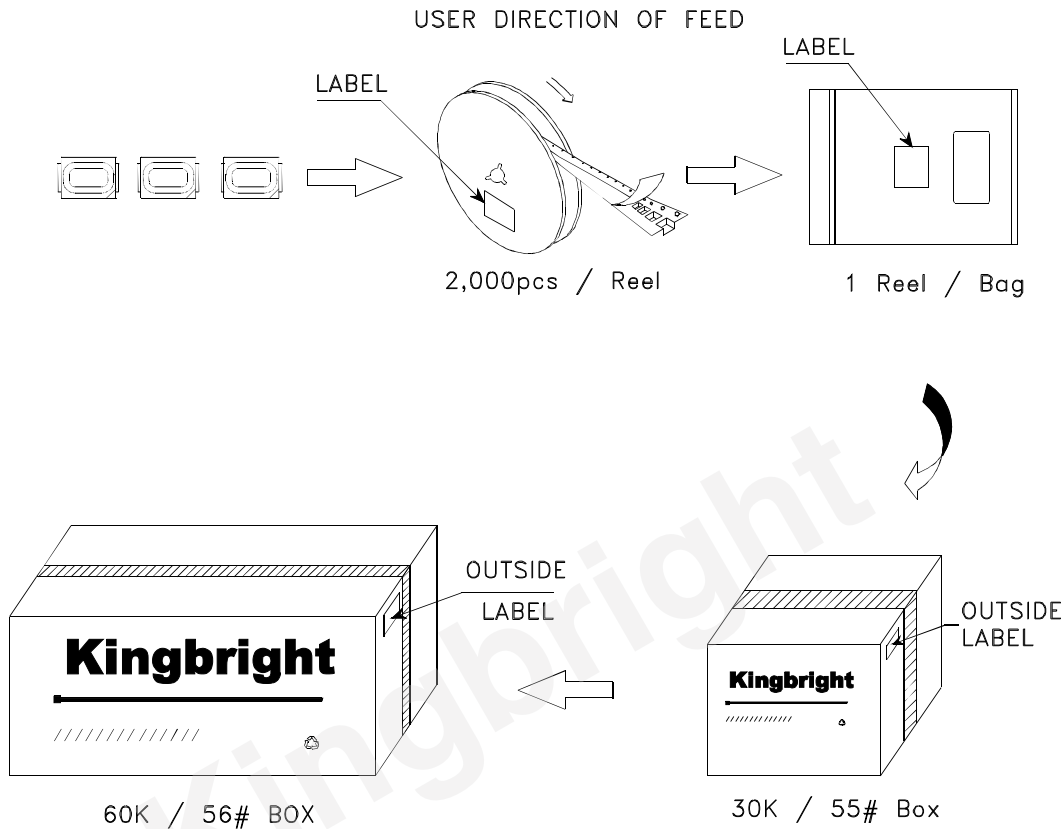 USER DIRECTION OF FEED
LABEL
LABEL
2,000pcs / Reel
1 Reel / Bag
OUTSIDE
LABEL
OUTSIDE
LABEL
Kingbright
Kingbright
60K / 56# BOX
30K / 55# Box
Kingbright